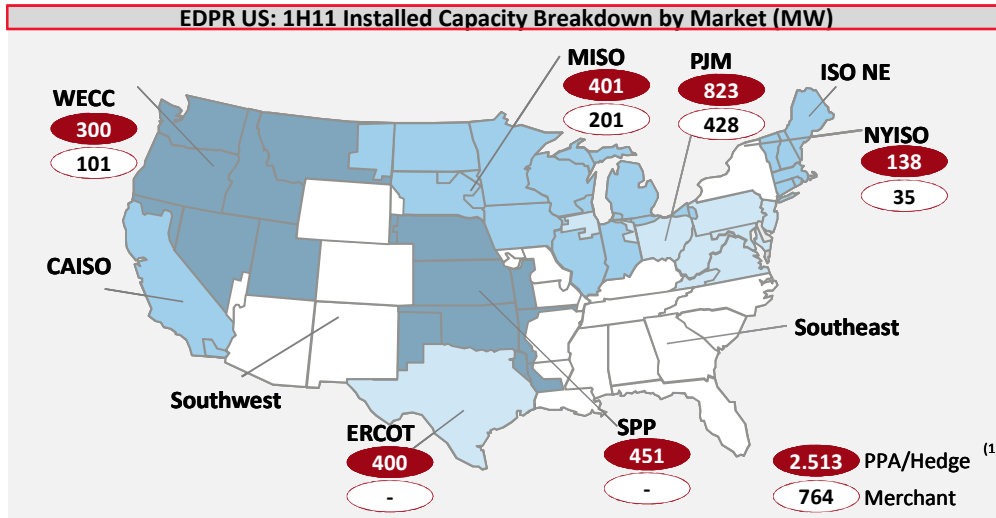 EDPR US: 1H11 Installed Capacity Breakdown by Market (MW)
MISO
401
201
PJM
823
428
ISO NE
WECC
300
101
NYISO
138
35
CAISO
Southeast
Southwest
ERCOT
400
-
SPP
451
-
2.513 PPA/Hedge (1
764 Merchant